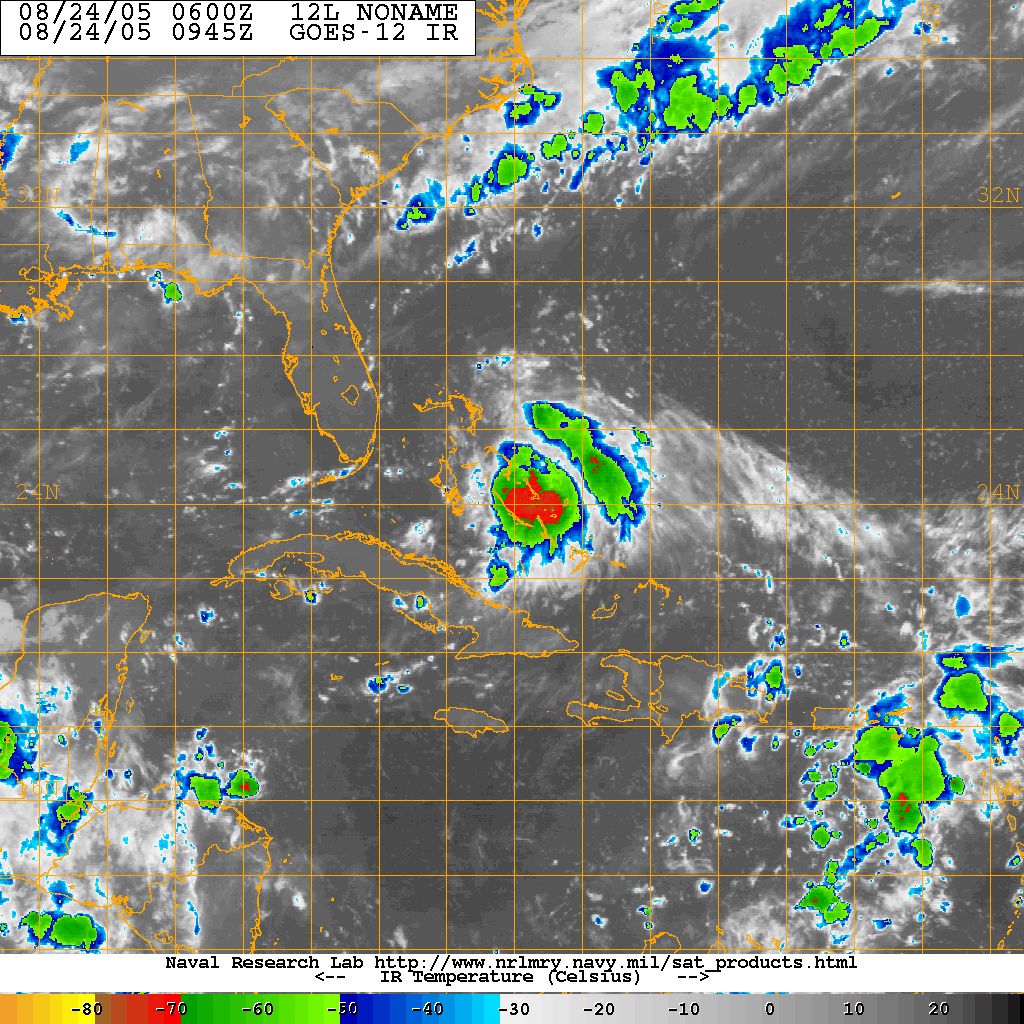 08/24/05 0600Z 12L NONAME
08/24/05 0945Z GOES-12 IR
32N 32N
24N 24N
16N 16N
Naval Research Lab http://www.nrlmry.navy.mil/sat_products.html
<-- IR Temperature (Celsius) -->
-80 -70 -60 -50 -40 -30 -20 -10 0 10 20